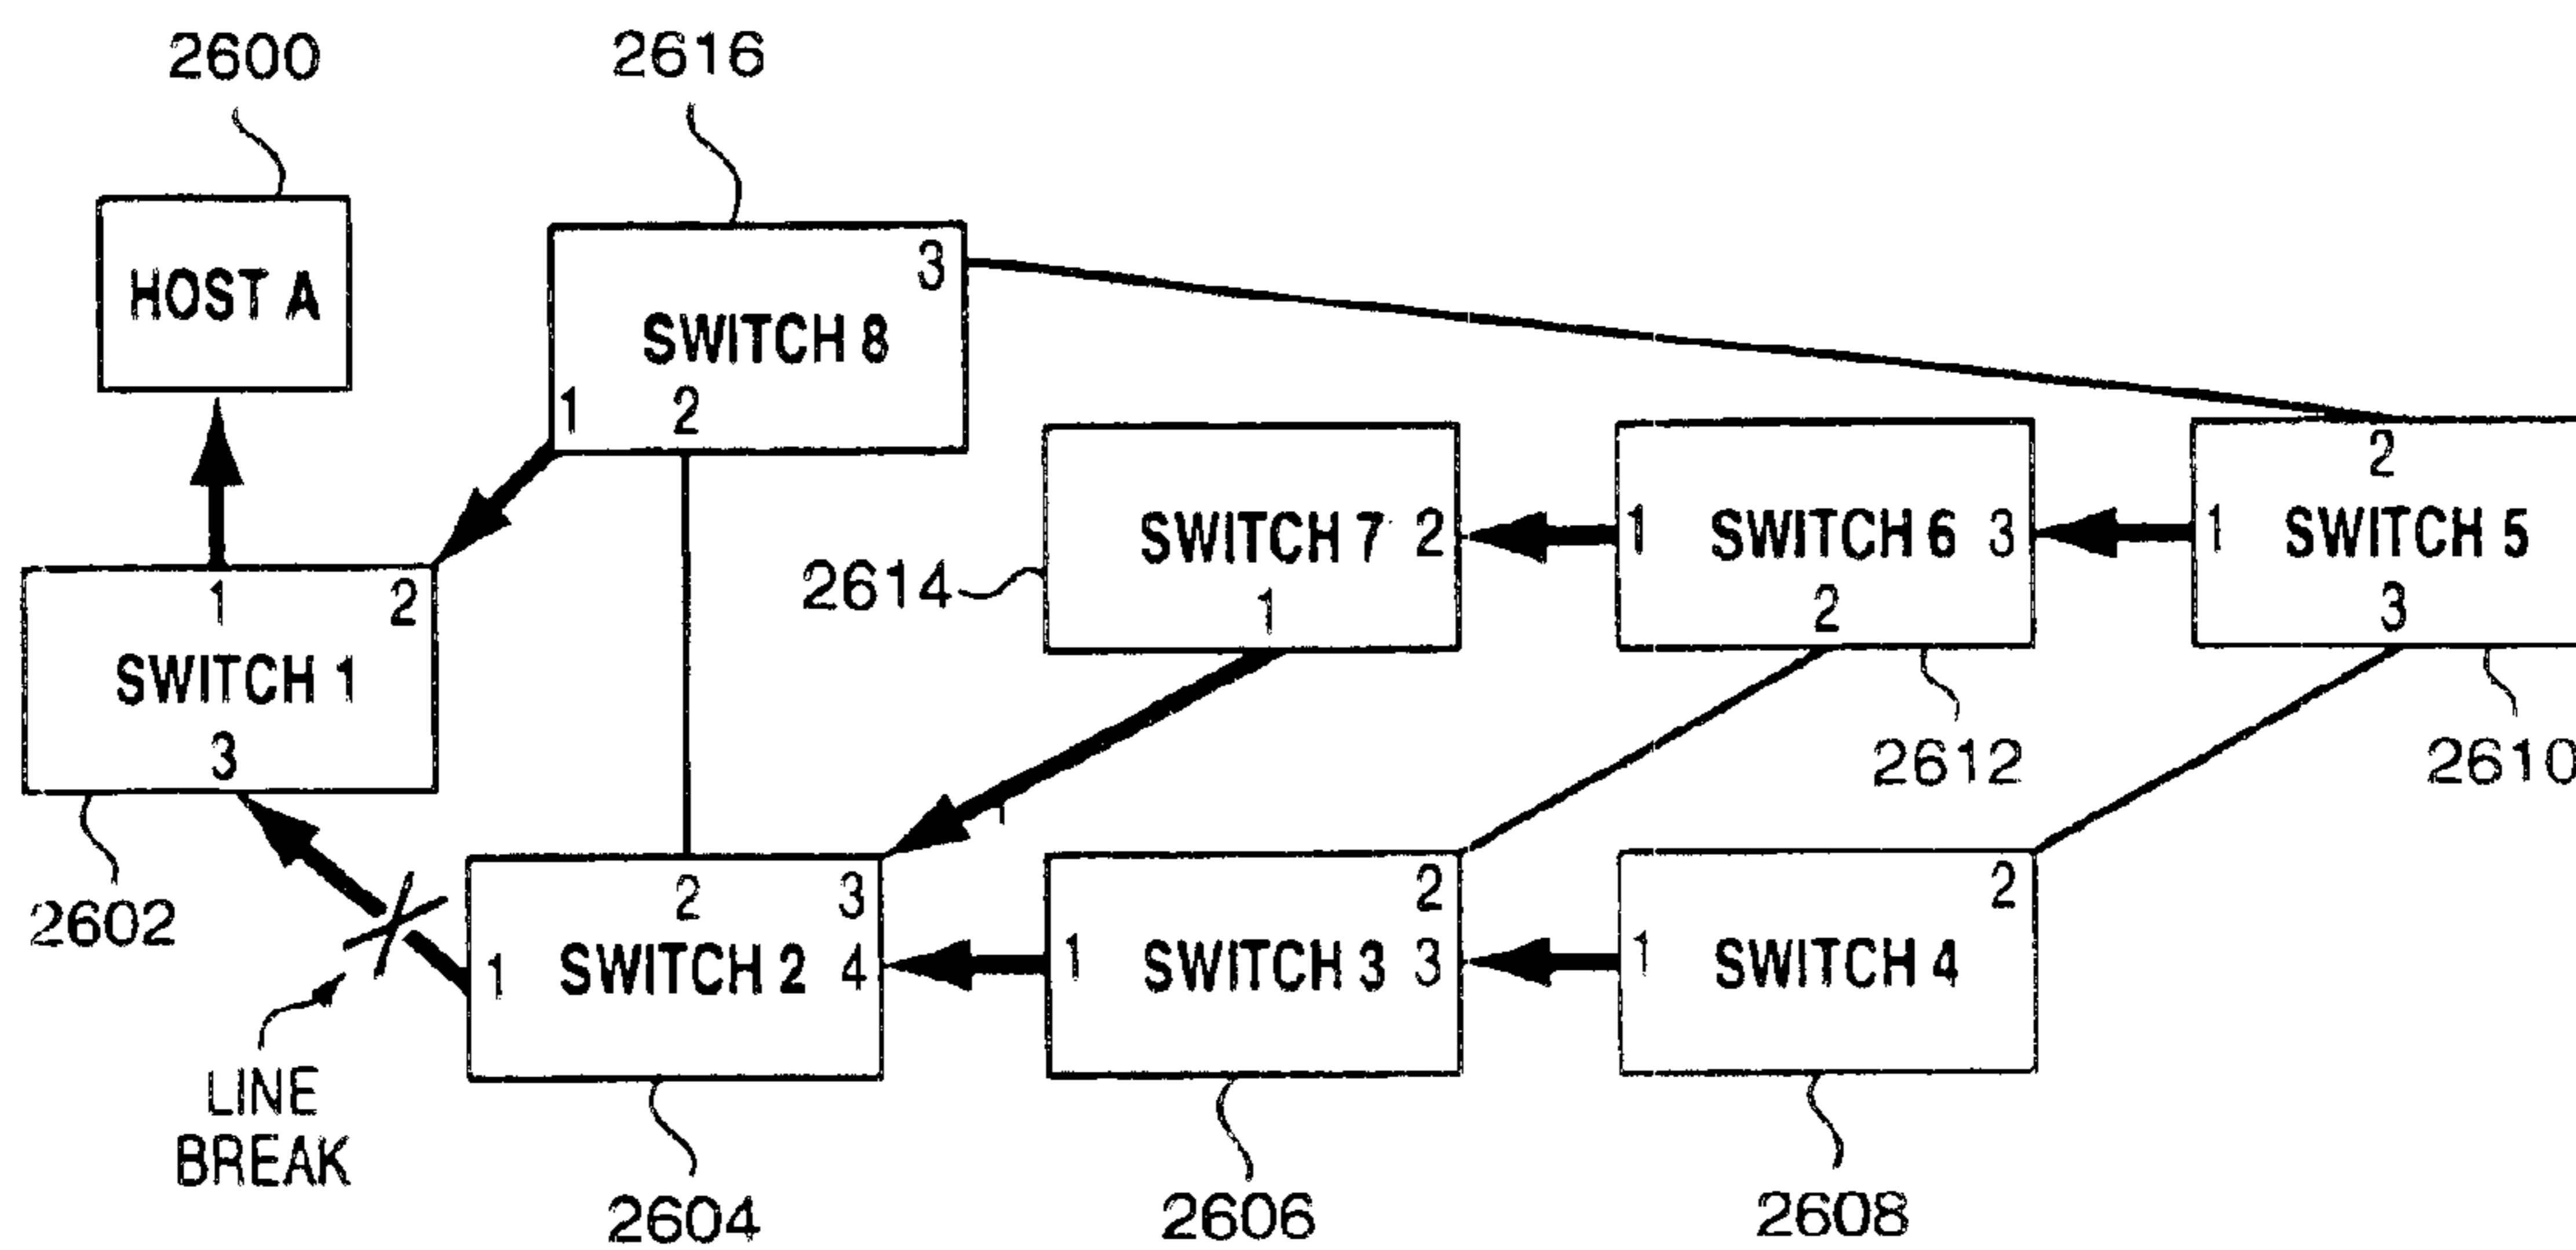 2600
2616
HOST A
3
SWITCH 8
1 2
2
1 SWITCH 5
3
SWITCH 7 2
1
1 SWITCH 6 3
2
2614
1 2
SWITCH 1
3
2612
2610
2602
2 3
1 SWITCH 2 4
2
1 SWITCH 3 3
2
1 SWITCH 4
LINE
BREAK
2604
2606
2608